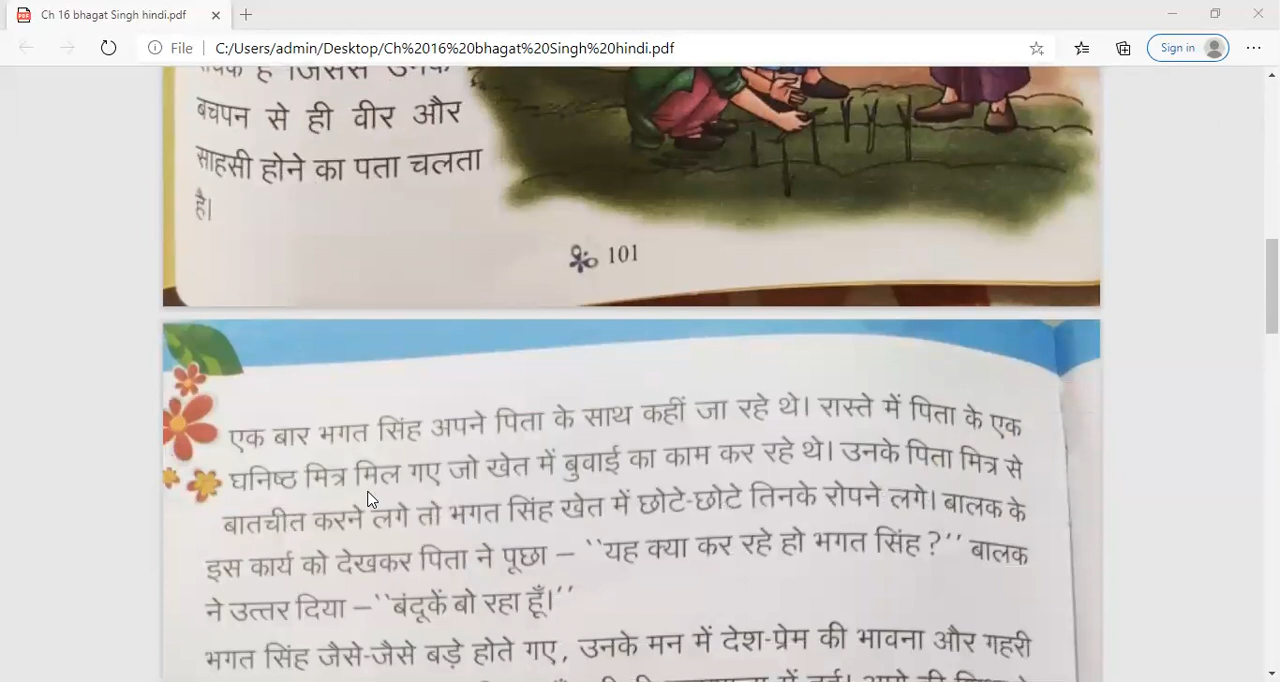 Ch 16 bhagat Singh hindi.pdf
File
C:/Users/admin/Desktop/Ch%2016%20bhagat%20Singh%20hindi.pdf
Sign in
है जिससे
बचपन से ही वीर और
साहसी होने का पता चलता
है।
101
एक बार भगत सिंह अपने पिता के साथ कहीं जा रहे थे। रास्ते में पिता के एक
घनिष्ठ मित्र मिल गए जो खेत में बुवाई का काम कर रहे थे। उनके पिता मित्र से
बातचीत करने लगे तो भगत सिंह खेत में छोटे-छोटे तिनके रोपने लगे। बालक के
इस कार्य को देखकर पिता ने पूछा – ``यह क्या कर रहे हो भगत सिंह ?'' बालक
ने उत्तर दिया –``बंदूकें बो रहा हूँ।''
भगत सिंह जैसे-जैसे बड़े होते गए, उनके मन में देश-प्रेम की भावना और गहरी